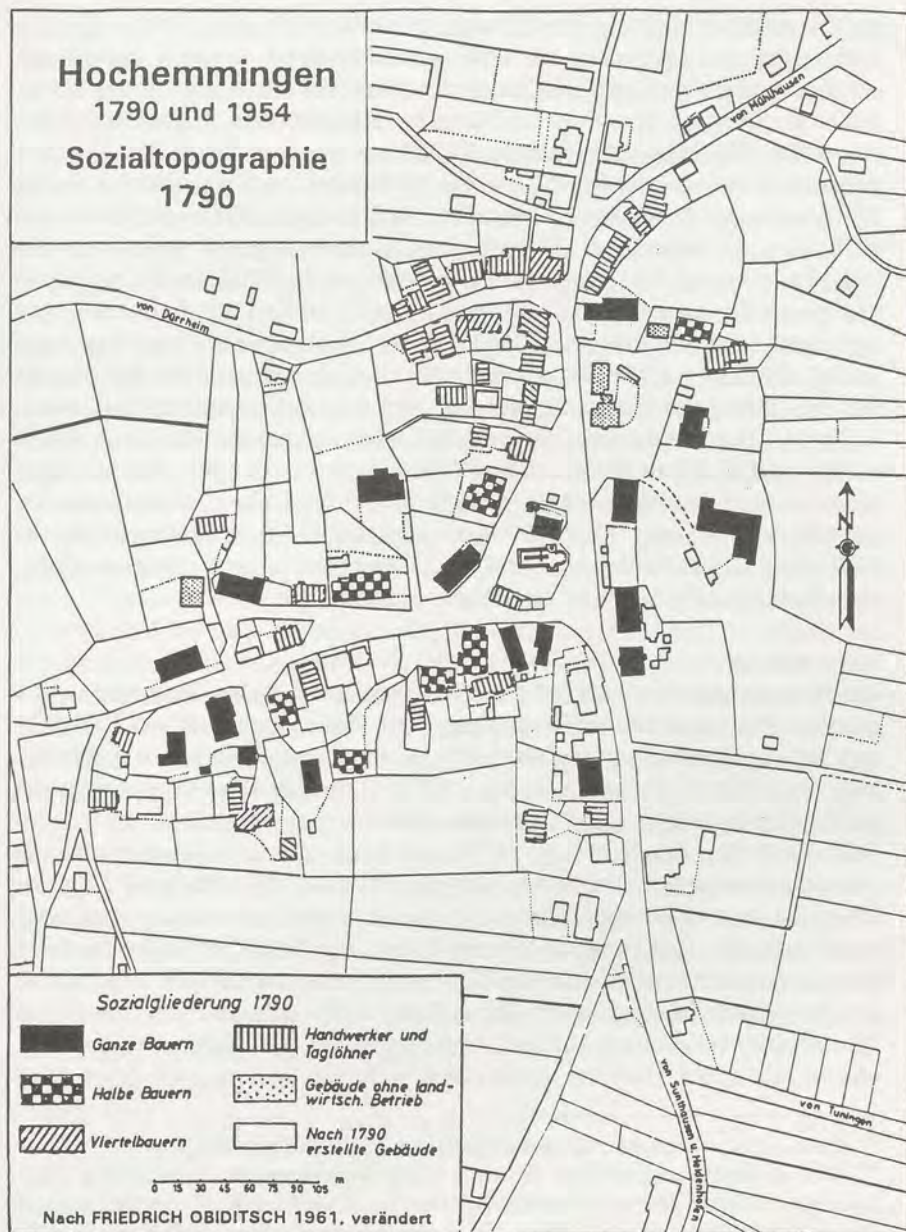 Hochemmingen
1790 und 1954
Sozialtopographie
1790
von Mühlhausen
von Dürrheim
N
Sozialgliederung 1790
Ganze Bauern
Handwerker und
Taglöhner
Halbe Bauern
Gebäude ohne land-
wirtsch. Betrieb
Viertelbauern
Nach 1790
erstellte Gebäude
0 15 30 45 60 75 90 105 m
Nach FRIEDRICH OBIDITSCH 1961, verändert
von Sunthausen u. Heidenhofen
von Tuningen